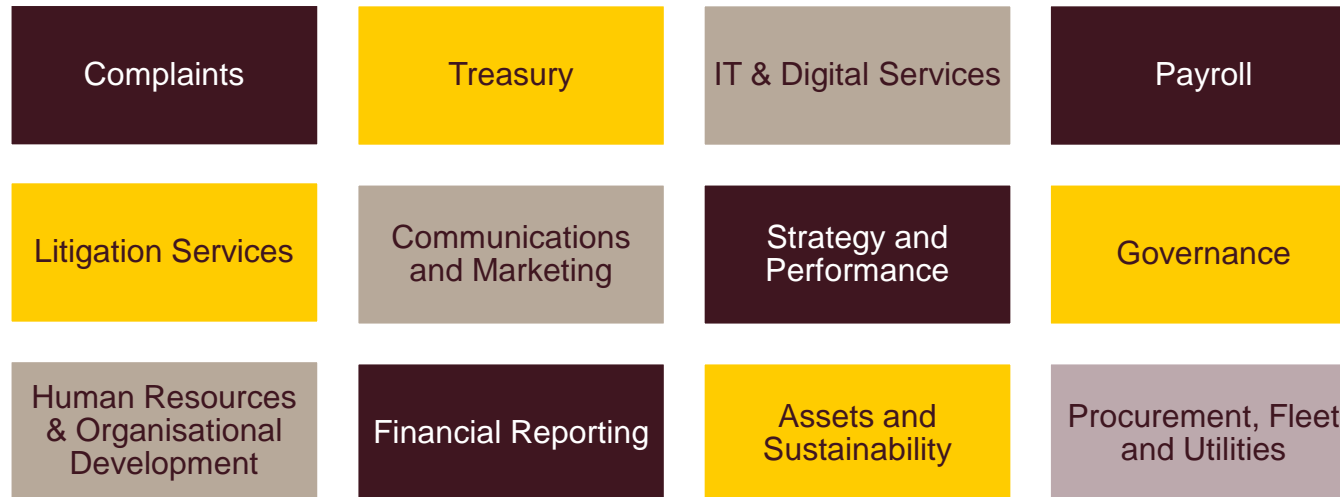 Complaints
Treasury
IT & Digital Services
Payroll
Litigation Services
Communications
and Marketing
Strategy and
Performance
Governance
Human Resources
& Organisational
Development
Financial Reporting
Assets and
Sustainability
Procurement, Fleet
and Utilities